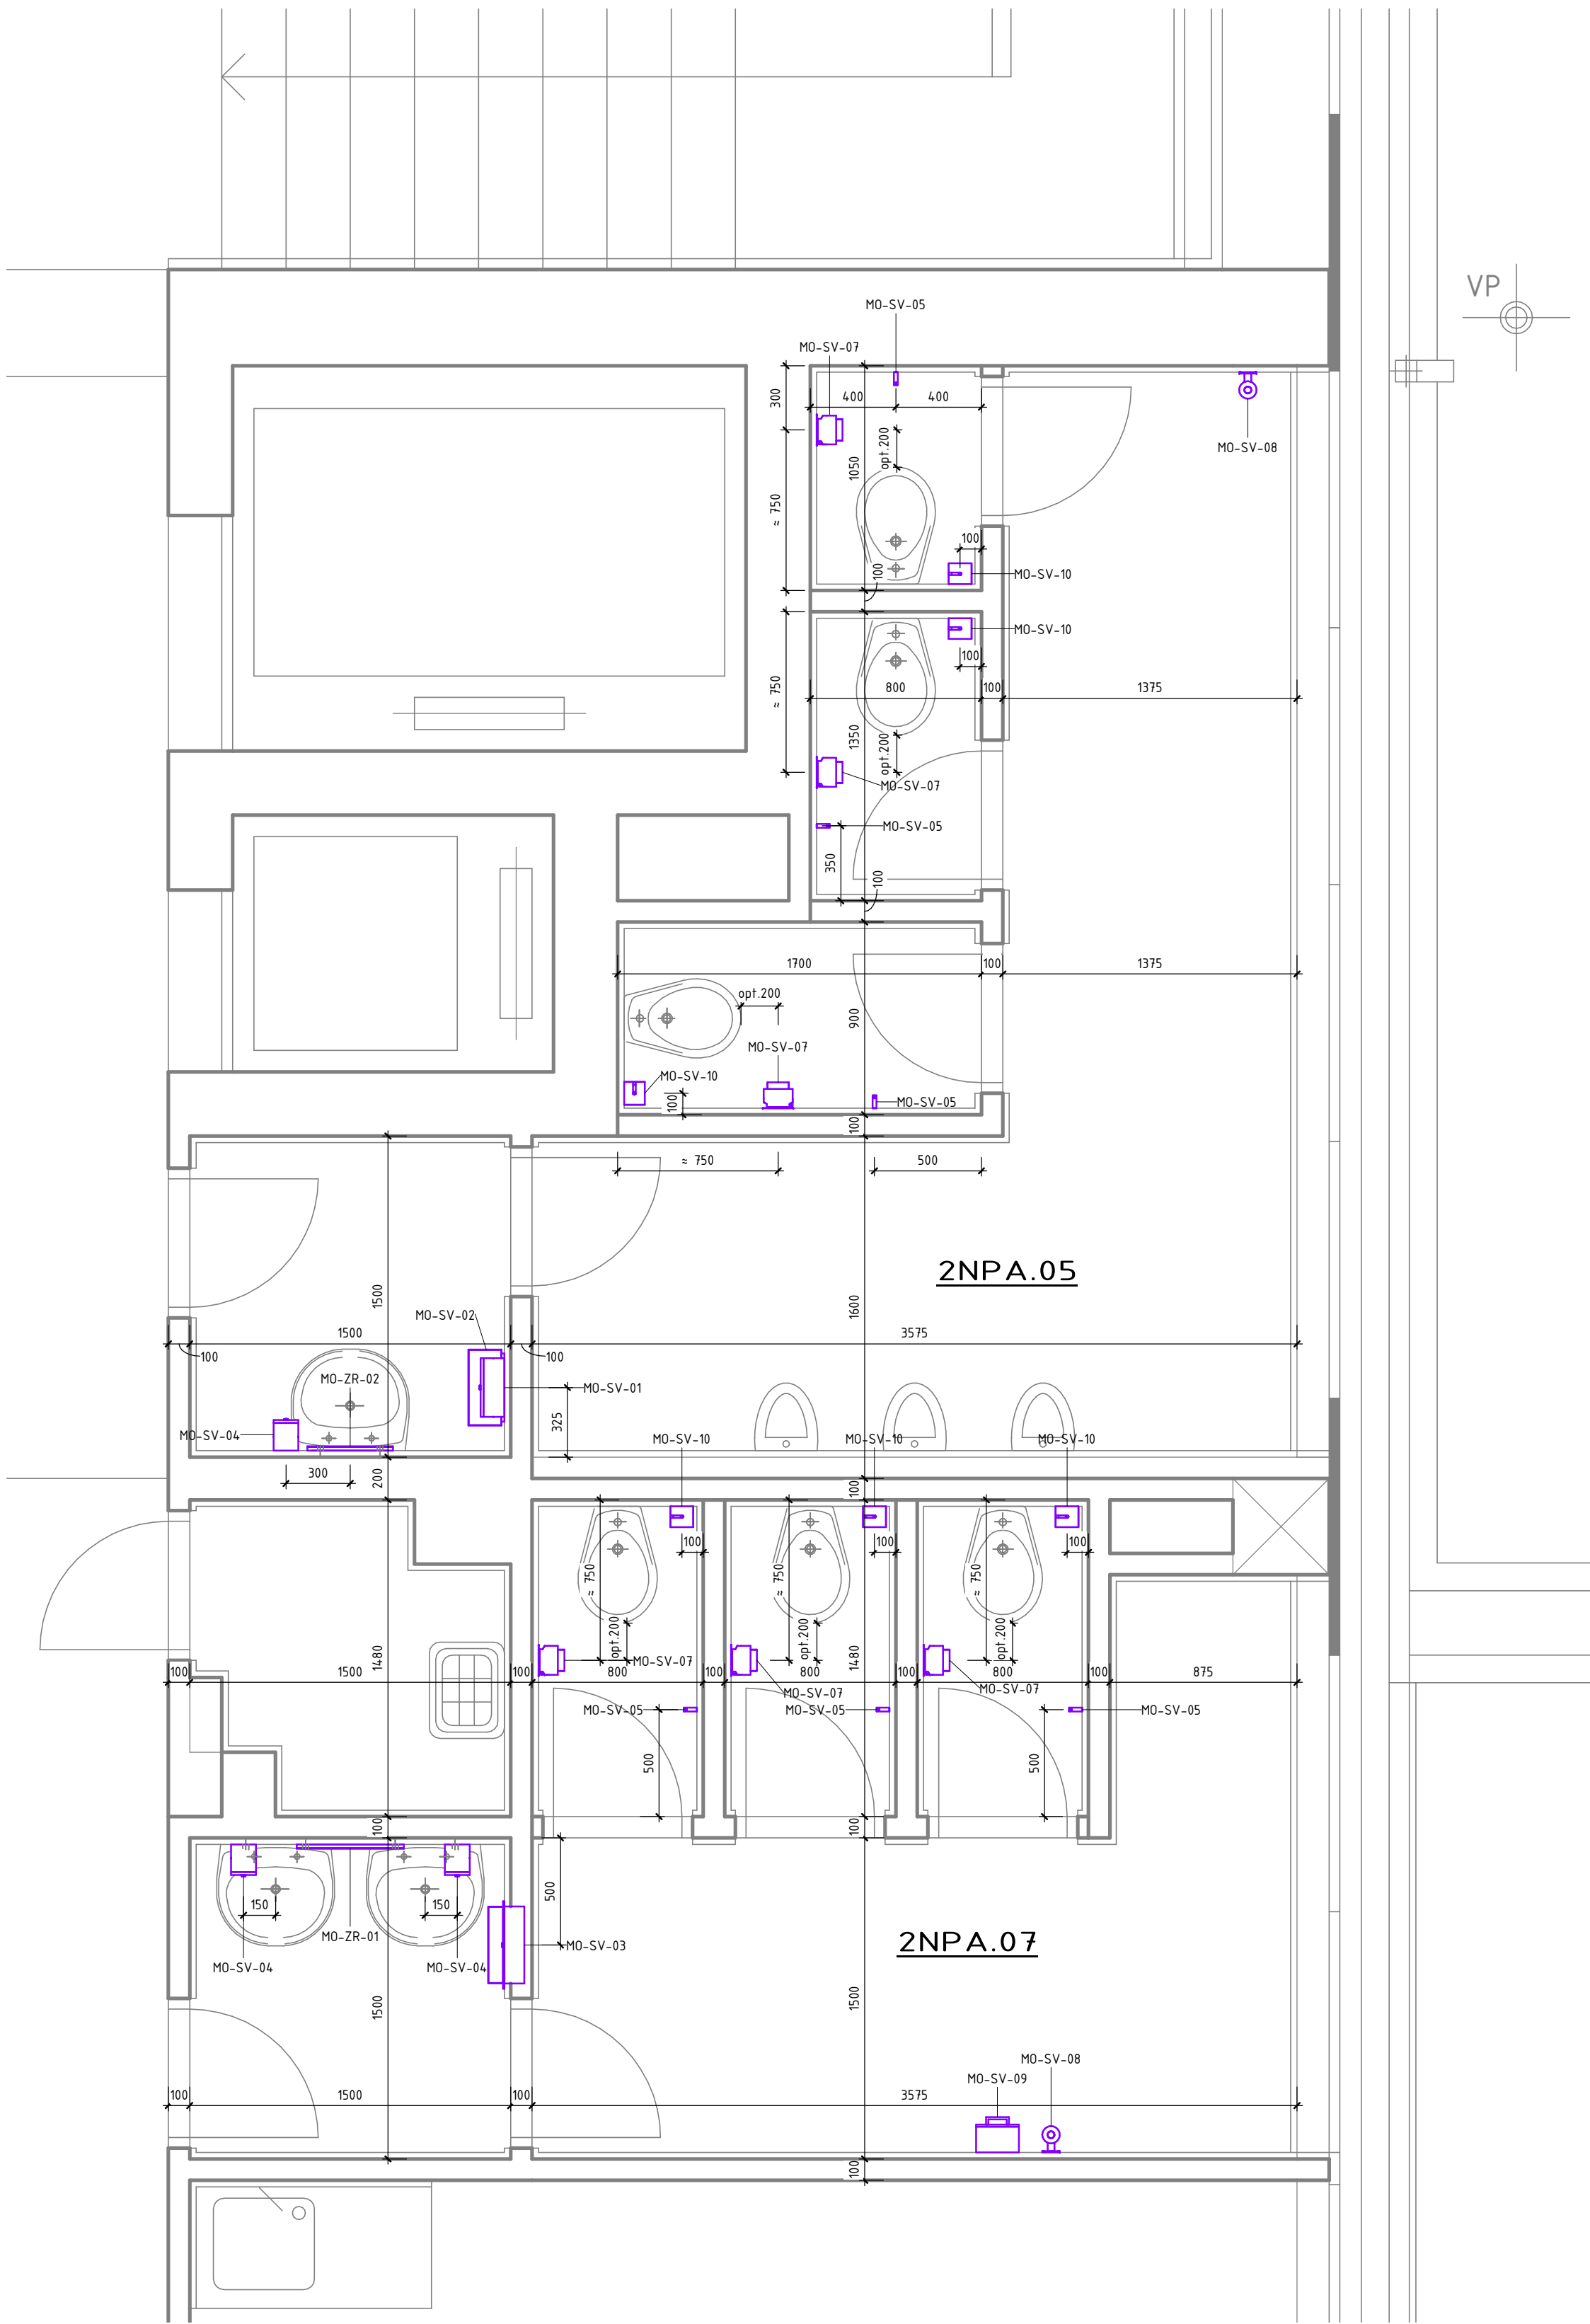 VP
MO-SV-05
MO-SV-07
300
400
400
MO-SV-08
opt.200
1050
≈ 750
100
100
MO-SV-10
MO-SV-10
100
≈ 750
800
100
1375
1350
opt.200
MO-SV-07
MO-SV-05
350
100
1700
100
1375
opt.200
900
MO-SV-07
MO-SV-10
100
MO-SV-05
100
≈ 750
500
2NPA.05
1500
1600
MO-SV-02
1500
3575
100
100
MO-ZR-02
MO-SV-01
325
MO-SV-04
MO-SV-10
MO-SV-10
MO-SV-10
300
200
100
100
100
100
≈ 750
≈ 750
≈ 750
opt.200
opt.200
opt.200
1480
1480
MO-SV-07
100
1500
100
800
100
800
100
800
100
875
MO-SV-07
MO-SV-07
MO-SV-05
MO-SV-05
MO-SV-05
500
500
100
100
500
150
150
MO-ZR-01
MO-SV-03
2NPA.07
MO-SV-04
MO-SV-04
1500
1500
MO-SV-08
MO-SV-09
100
1500
100
3575
100